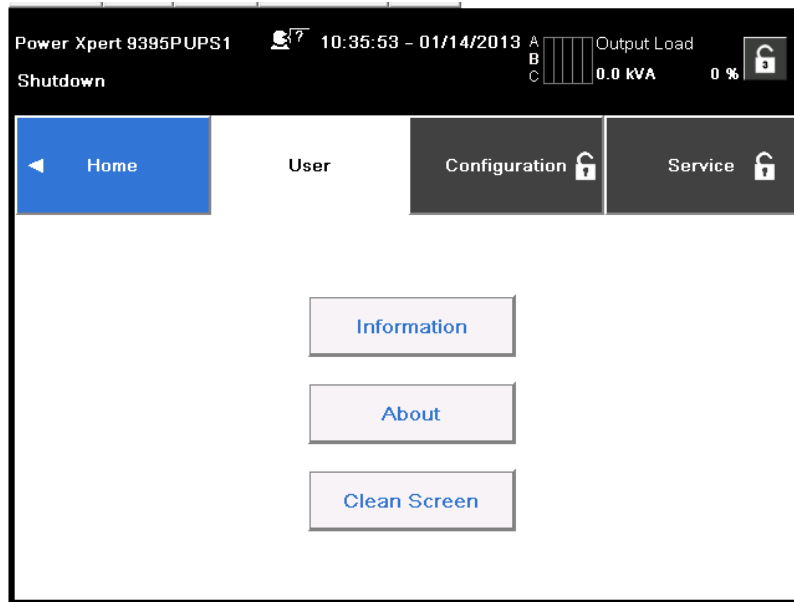 Power Xpert 9395PUPS1 ? 10:35:53 - 01/14/2013 A Output Load
B
C 0.0 kVA 0 % 3
Shutdown
Home User Configuration Service
Information
About
Clean Screen